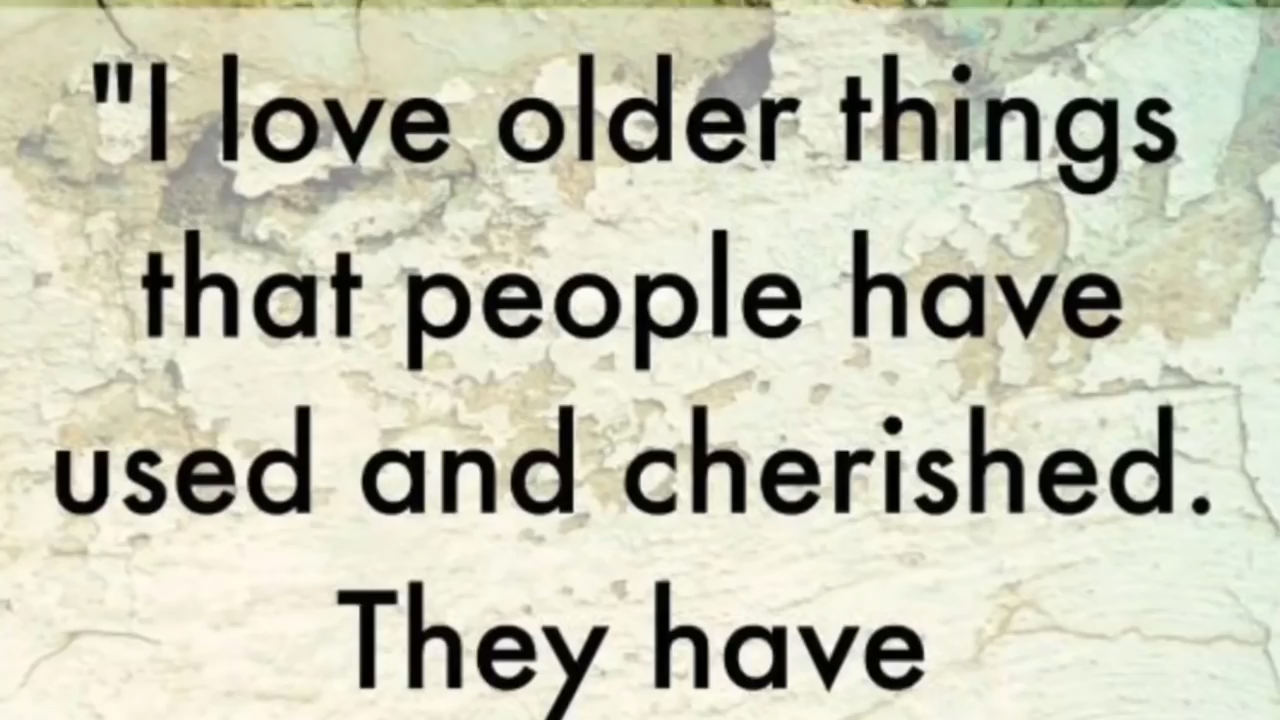 "I love older things
that people have
used and cherished.
They have